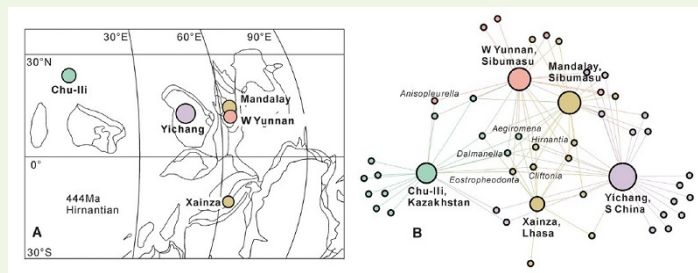 30°E 60°E 90°E
30°N
Chu-Ili
Mandalay
Yichang
W Yunnan
0°
444Ma
Hirnantian
Xainza
A
30°S
W Yunnan,
Sibumasu
Mandalay,
Sibumasu
Anisopleurella
Aegiromena
Hirnantia
Dalmanella
Cliftonia
Eostropheodonta
Chu-Ili,
Kazakhstan
Yichang,
S China
Xainza,
Lhasa
B